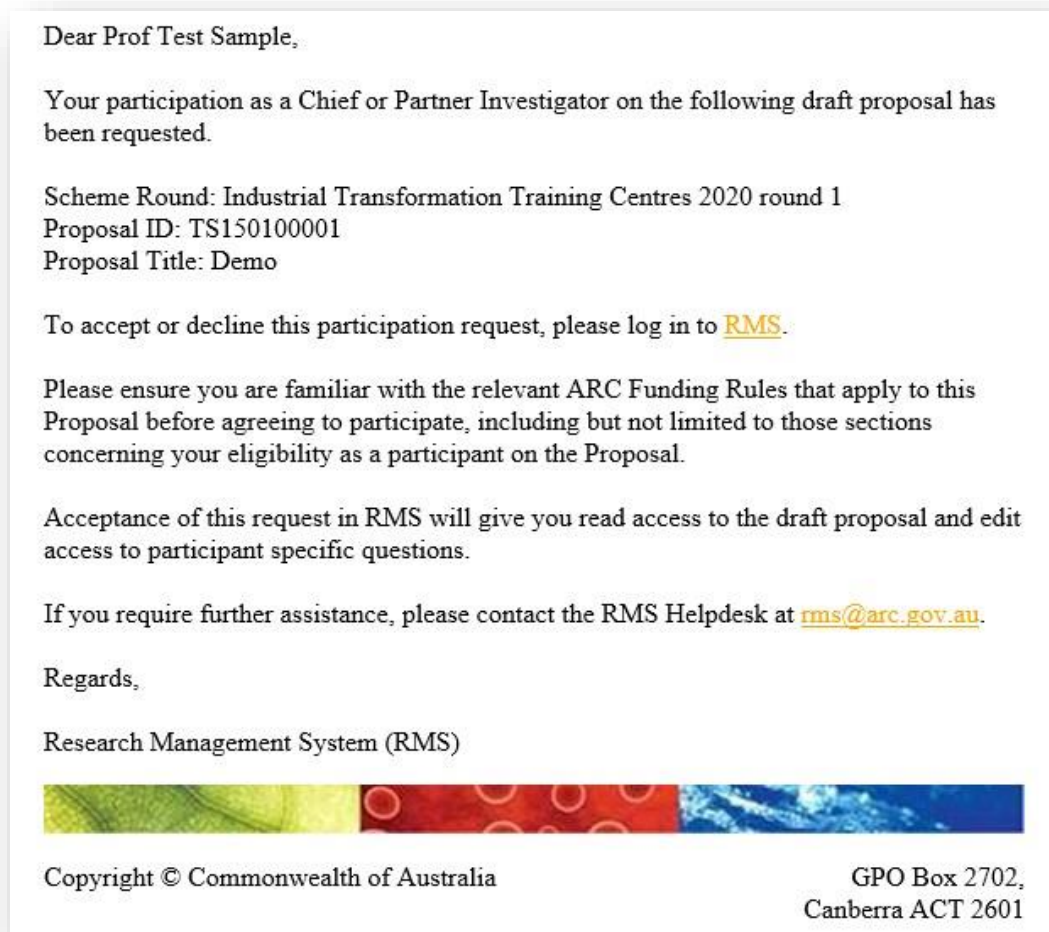 Dear Prof Test Sample,
Your participation as a Chief or Partner Investigator on the following draft proposal has
been requested.
Scheme Round: Industrial Transformation Training Centres 2020 round 1
Proposal ID: TS150100001
Proposal Title: Demo
To accept or decline this participation request, please log in to RMS.
Please ensure you are familiar with the relevant ARC Funding Rules that apply to this
Proposal before agreeing to participate, including but not limited to those sections
concerning your eligibility as a participant on the Proposal.
Acceptance of this request in RMS will give you read access to the draft proposal and edit
access to participant specific questions.
If you require further assistance, please contact the RMS Helpdesk at rms@arc.gov.au.
Regards,
Research Management System (RMS)
Copyright © Commonwealth of Australia
GPO Box 2702,
Canberra ACT 2601